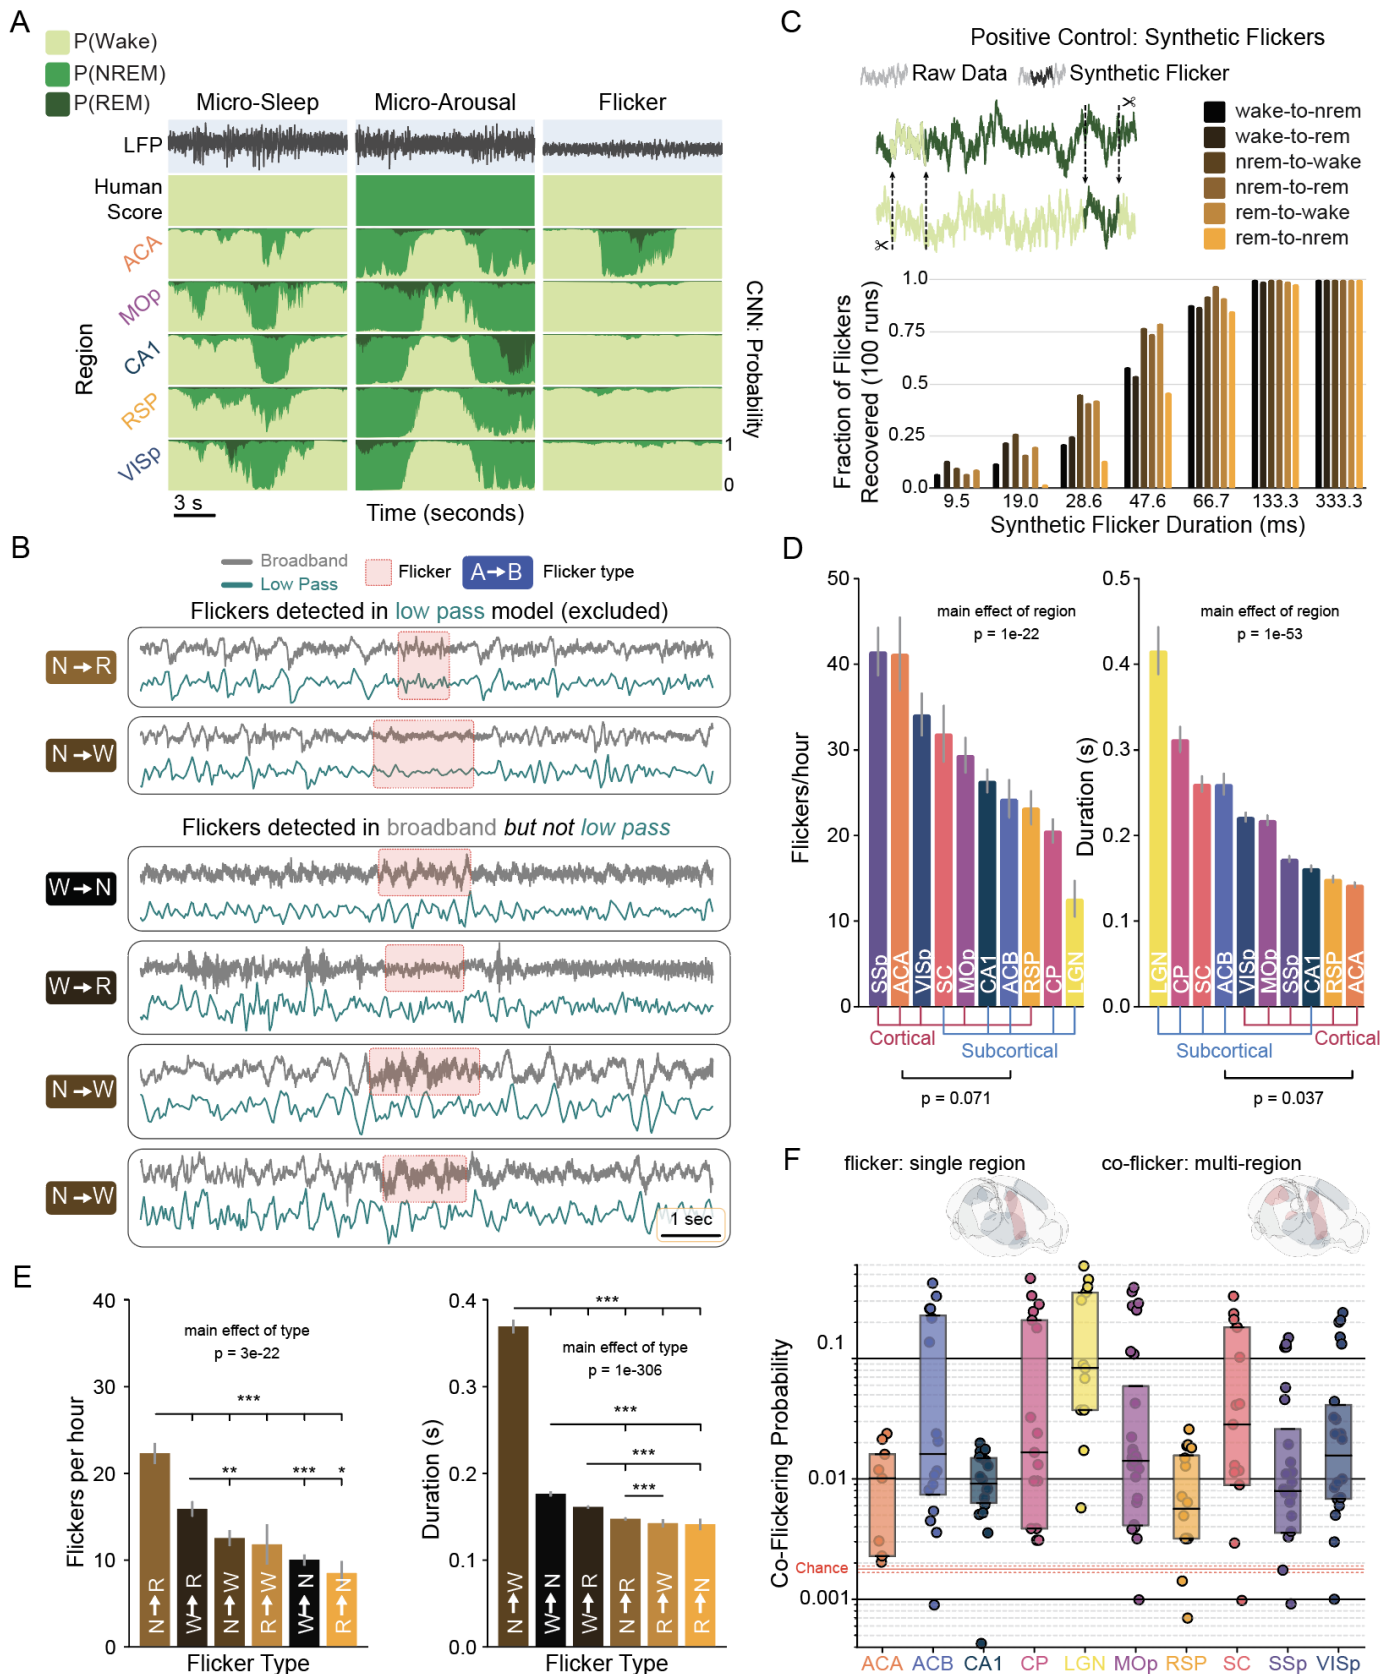 A
P(Wake)
P(NREM)
P(REM)
Micro-Sleep
Micro-Arousal
Flicker
LFP
Human
Score
ACA
MOp
CA1
RSP
VISp
Region
CNN: Probability
1
0
3 s
Time (seconds)
B
Broadband
Low Pass
Flicker
A→B
Flicker type
Flickers detected in low pass model (excluded)
N→R
N→W
Flickers detected in broadband but not low pass
W→N
W→R
N→W
N→W
1 sec
C
Positive Control: Synthetic Flickers
Raw Data
Synthetic Flicker
wake-to-nrem
wake-to-rem
nrem-to-wake
nrem-to-rem
rem-to-wake
rem-to-nrem
Fraction of Flickers
Recovered (100 runs)
1.0
0.75
0.5
0.25
0.0
9.5 19.0 28.6 47.6 66.7 133.3 333.3
Synthetic Flicker Duration (ms)
D
Flickers/hour
50
40
30
20
10
0
main effect of region
p = 1e-22
SSp ACA VISp SC MOp CA1 ACB RSP CP LGN
Cortical
Subcortical
p = 0.071
Duration (s)
0.5
0.4
0.3
0.2
0.1
0.0
main effect of region
p = 1e-53
LGN CP SC ACB VISp MOp SSp CA1 RSP ACA
Subcortical
Cortical
p = 0.037
E
Flickers per hour
40
30
20
10
0
main effect of type
p = 3e-22
***
** *** *
N→R W→R N→W R→W W→N R→N
Flicker Type
Duration (s)
0.4
0.3
0.2
0.1
0.0
***
main effect of type
p = 1e-306
***
***
***
N→W W→N W→R N→R R→W R→N
Flicker Type
F
flicker: single region
co-flicker: multi-region
Co-Flickering Probability
0.1
0.01
Chance
0.001
ACA ACB CA1 CP LGN MOp RSP SC SSp VISp